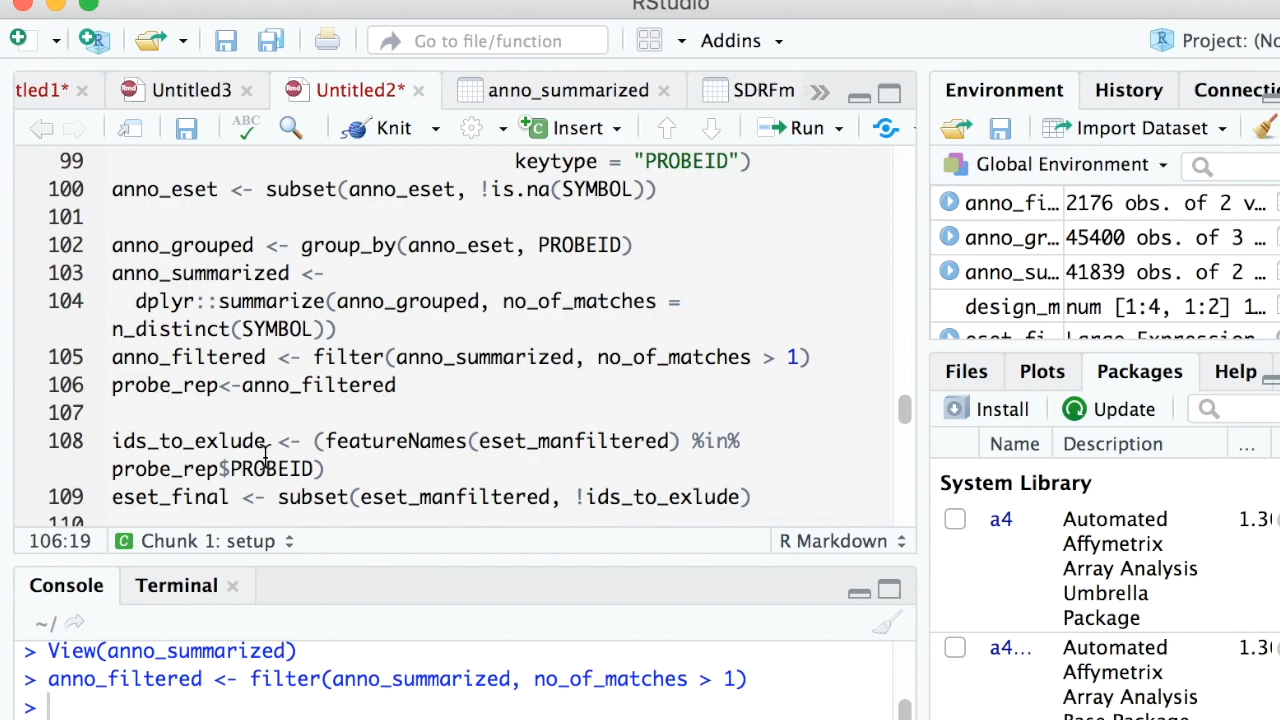 RStudio
Go to file/function
Addins
Project: (No
tled1*
Untitled3
Untitled2*
anno_summarized
SDRFm
Environment
History
Connectio
ABC
Knit
Insert
Run
Import Dataset
Global Environment
99 keytype = "PROBEID")
100 anno_eset <- subset(anno_eset, !is.na(SYMBOL))
101
102 anno_grouped <- group_by(anno_eset, PROBEID)
103 anno_summarized <-
104 dplyr::summarize(anno_grouped, no_of_matches =
n_distinct(SYMBOL))
105 anno_filtered <- filter(anno_summarized, no_of_matches > 1)
106 probe_rep<-anno_filtered
107
108 ids_to_exlude <- (featureNames(eset_manfiltered) %in%
probe_rep$PROBEID)
109 eset_final <- subset(eset_manfiltered, !ids_to_exlude)
110
106:19
Chunk 1: setup
R Markdown
anno_fi… 2176 obs. of 2 v…
anno_gr… 45400 obs. of 3 …
anno_su… 41839 obs. of 2 …
design_m num [1:4, 1:2] 1…
eset_fi… Large Expression
Files
Plots
Packages
Help
Install
Update
Name
Description
...
System Library
a4
Automated
Affymetrix
Array Analysis
Umbrella
Package
a4...
Automated
Affymetrix
Array Analysis
Base Package
Console
Terminal
~/
> View(anno_summarized)
> anno_filtered <- filter(anno_summarized, no_of_matches > 1)
>